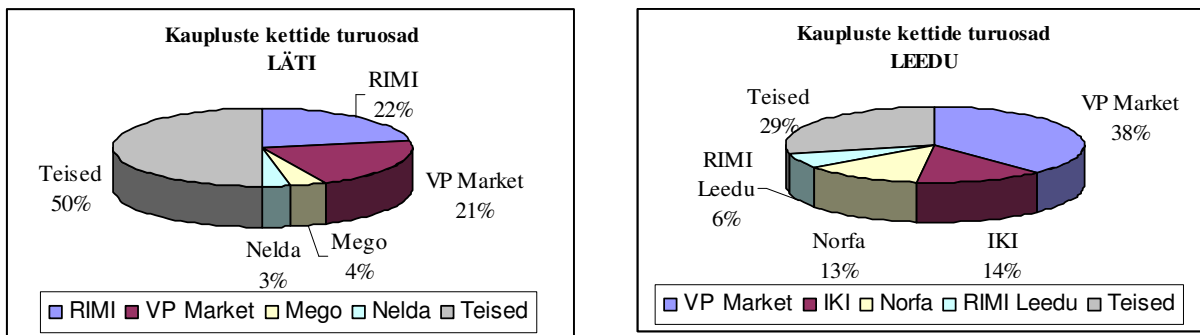 Kaupluste kettide turuosad
LÄTI
RIMI
22%
VP Market
21%
Mego
4%
Nelda
3%
Teised
50%
RIMI VP Market Mego Nelda Teised
Kaupluste kettide turuosad
LEEDU
VP Market
38%
IKI
14%
Norfa
13%
RIMI
Leedu
6%
Teised
29%
VP Market IKI Norfa RIMI Leedu Teised